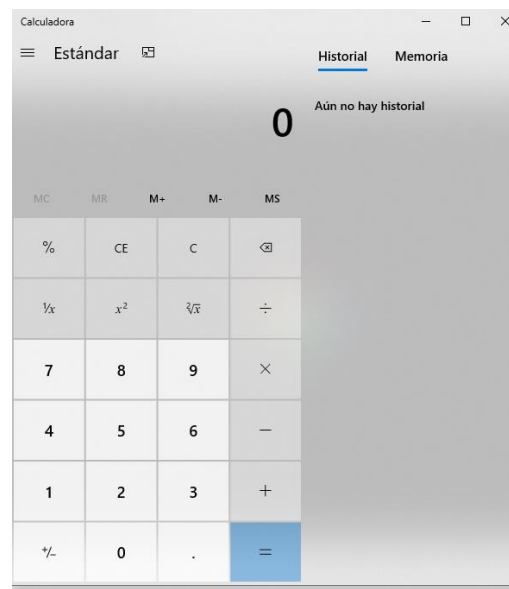 Calculadora
Estándar
Historial Memoria
0
Aún no hay historial
MC MR M+ M- MS
% CE C
¹/x x² ²√x ÷
7 8 9 ×
4 5 6 −
1 2 3 +
+/− 0 . =